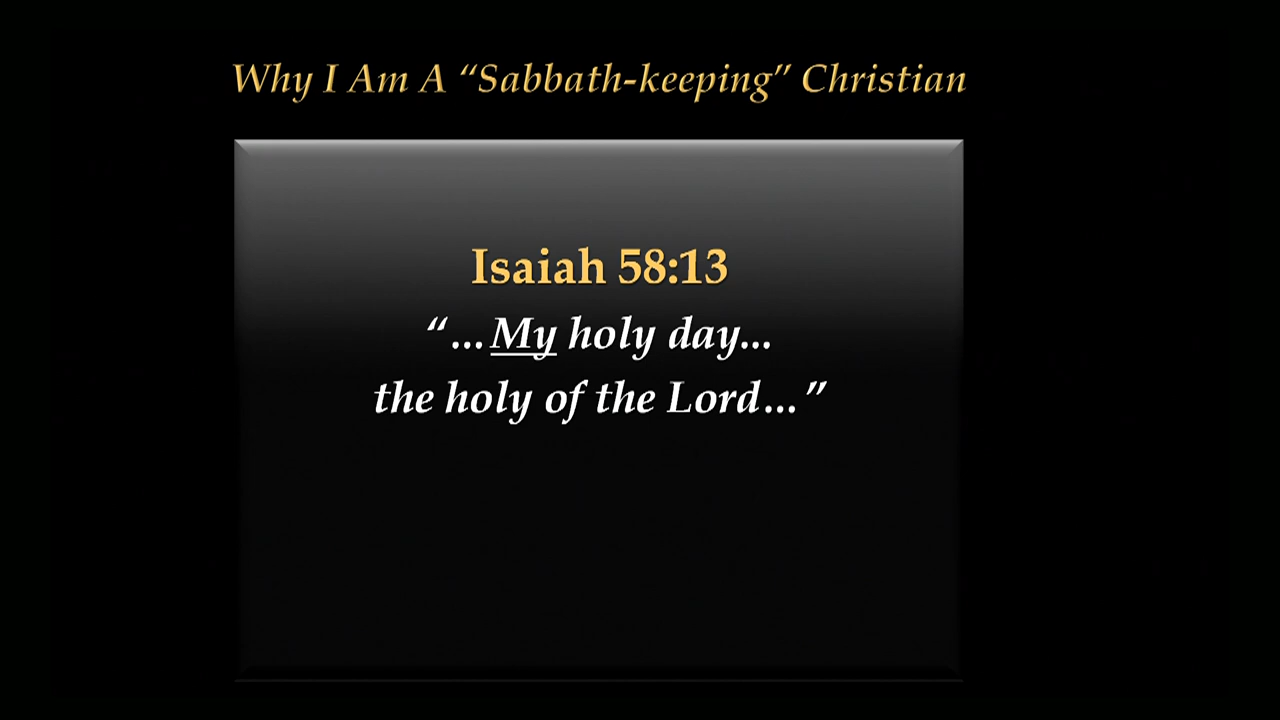 Why I Am A “Sabbath-keeping” Christian
Isaiah 58:13
“...My holy day...
the holy of the Lord...”